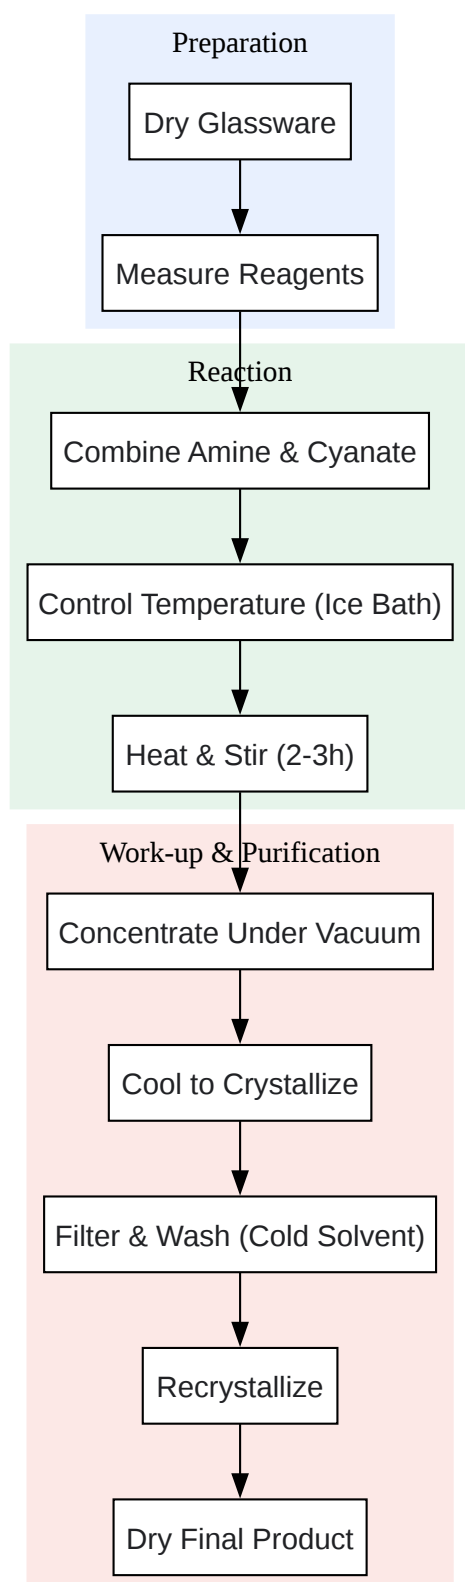 Preparation
Dry Glassware
Measure Reagents
Reaction
Combine Amine & Cyanate
Control Temperature (Ice Bath)
Heat & Stir (2-3h)
Work-up & Purification
Concentrate Under Vacuum
Cool to Crystallize
Filter & Wash (Cold Solvent)
Recrystallize
Dry Final Product